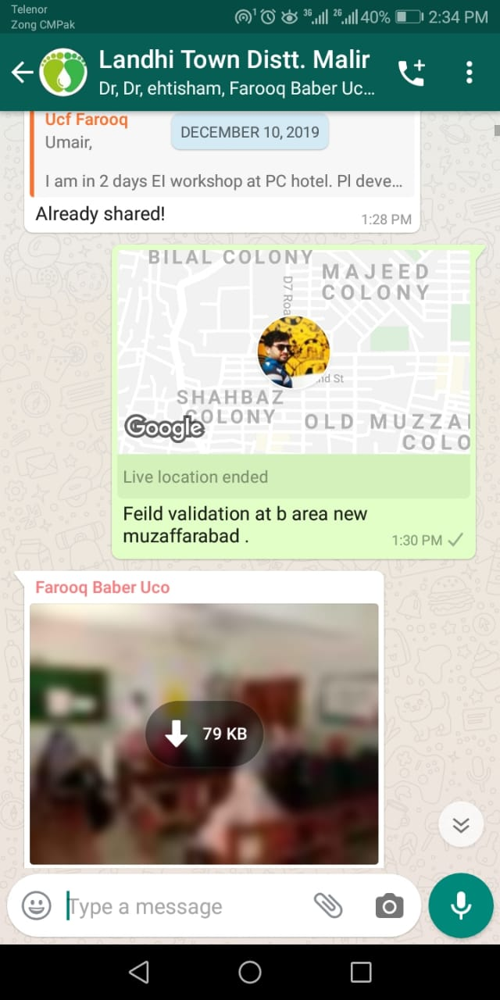 Telenor
Zong CMPak
1
3G
2G
40%
2:34 PM
Landhi Town Distt. Malir
Dr, Dr, ehtisham, Farooq Baber Uc...
Ucf Farooq
DECEMBER 10, 2019
Umair,
I am in 2 days EI workshop at PC hotel. Pl deve...
Already shared!
1:28 PM
BILAL COLONY
MAJEED
COLONY
D7 Roa
nd St
SHAHBAZ
COLONY
OLD MUZZA
COLO
Google
Live location ended
Feild validation at b area new
muzaffarabad .
1:30 PM
Farooq Baber Uco
79 KB
Type a message